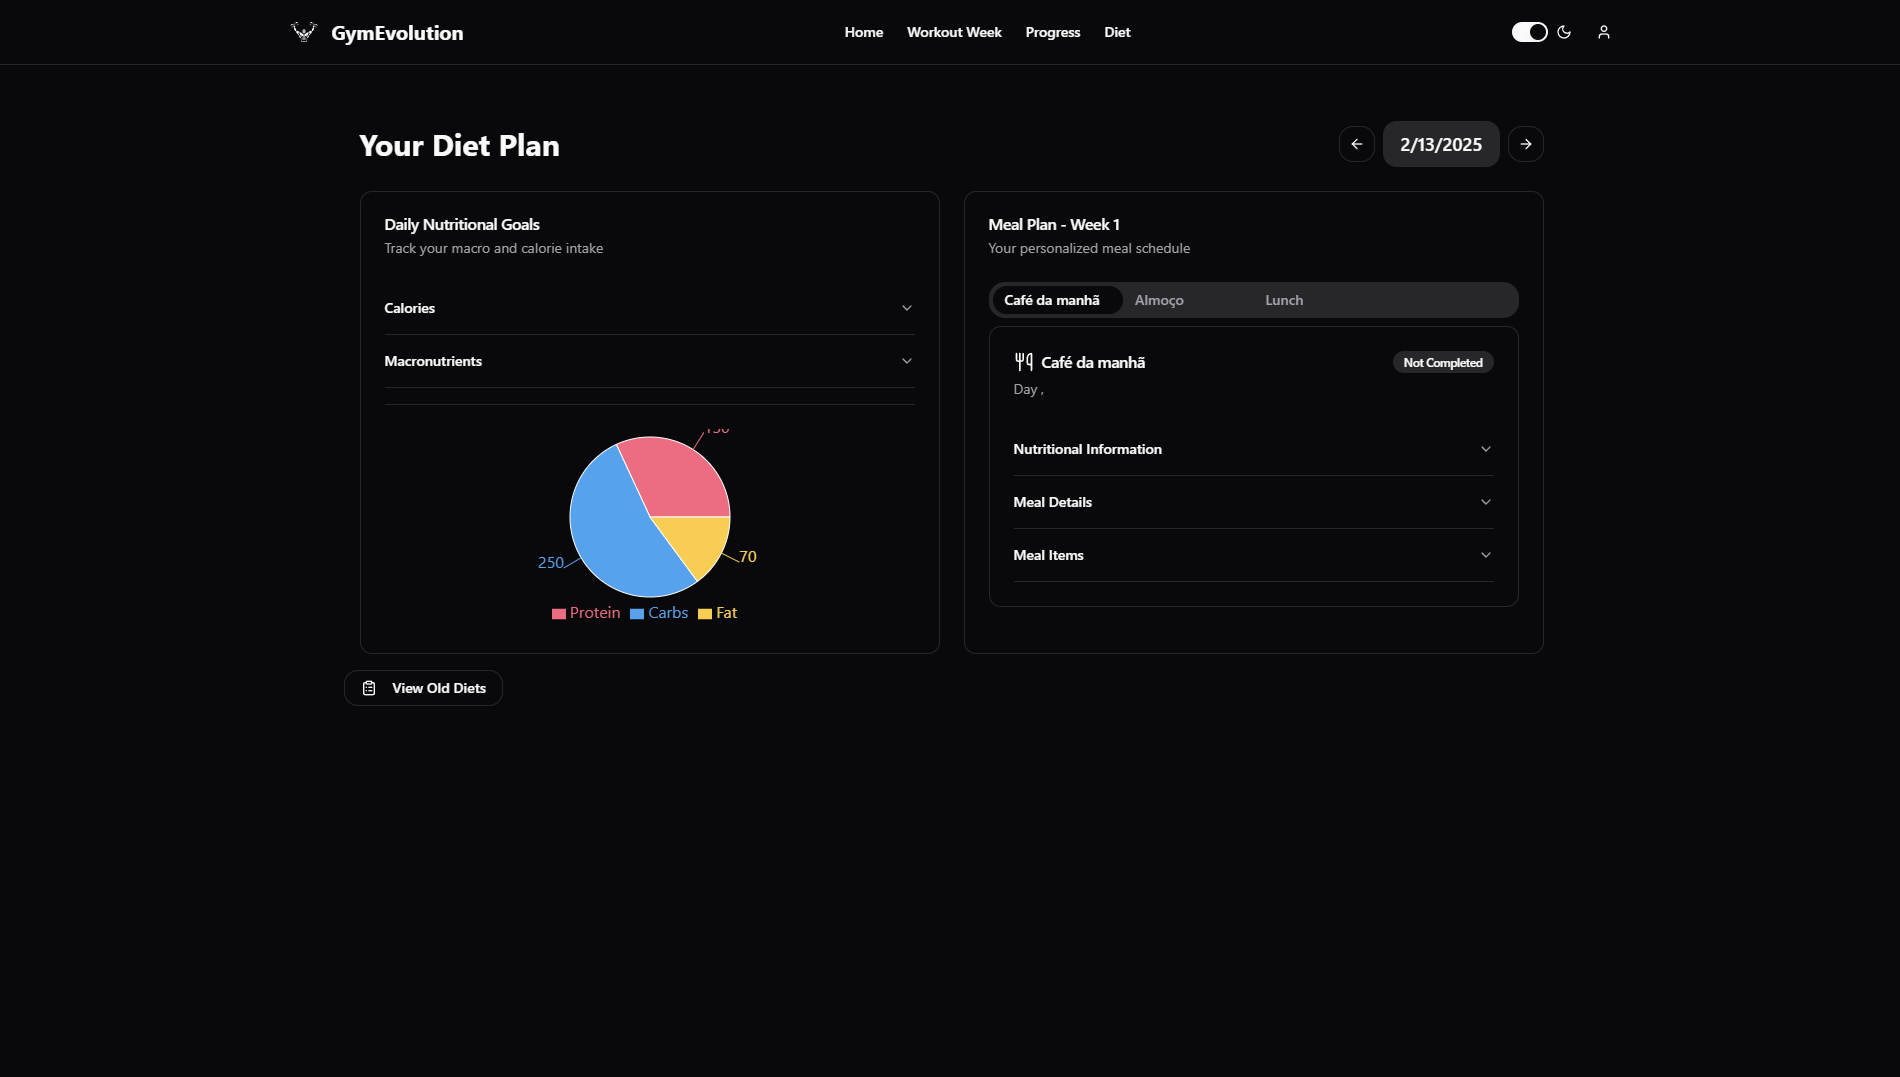 GymEvolution
Home Workout Week Progress Diet
Your Diet Plan
2/13/2025
Daily Nutritional Goals
Track your macro and calorie intake
Calories
Macronutrients
250
70
Protein Carbs Fat
Meal Plan - Week 1
Your personalized meal schedule
Café da manhã Almoço Lunch
Café da manhã
Not Completed
Day ,
Nutritional Information
Meal Details
Meal Items
View Old Diets